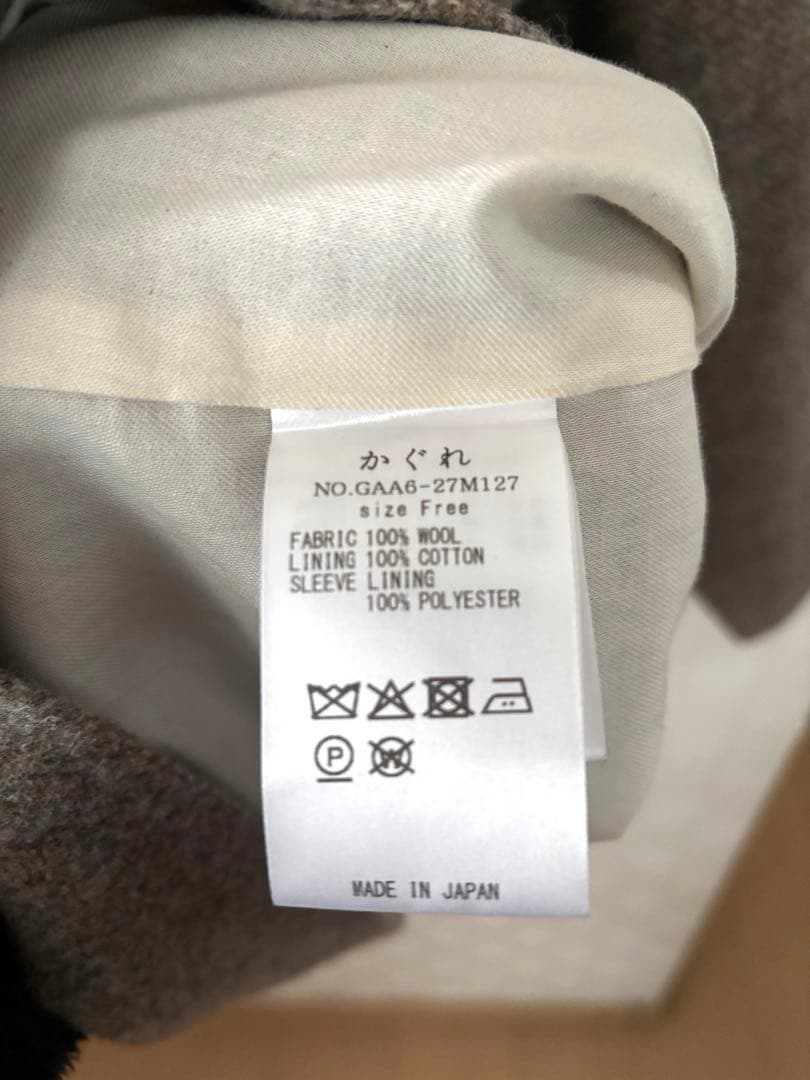 かぐれ
NO.GAA6-27M127
size Free
FABRIC 100% WOOL
LINING 100% COTTON
SLEEVE LINING
100% POLYESTER
P
W
MADE IN JAPAN